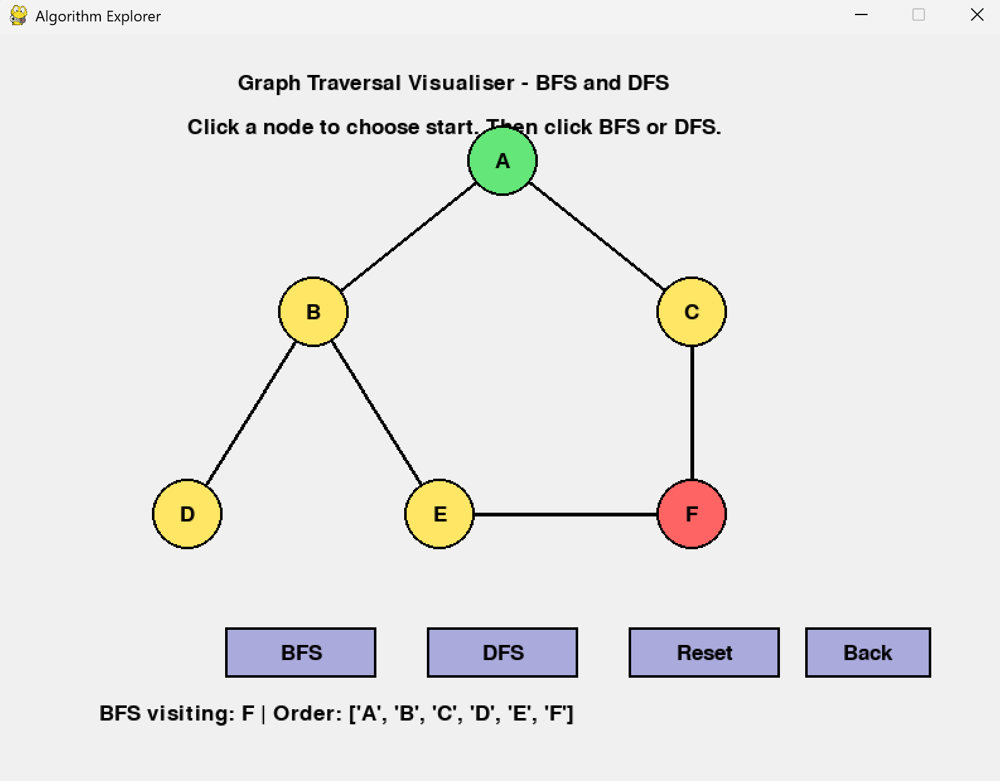 Algorithm Explorer
Graph Traversal Visualiser - BFS and DFS
Click a node to choose start. Then click BFS or DFS.
A
B
C
D
E
F
BFS
DFS
Reset
Back
BFS visiting: F | Order: ['A', 'B', 'C', 'D', 'E', 'F']